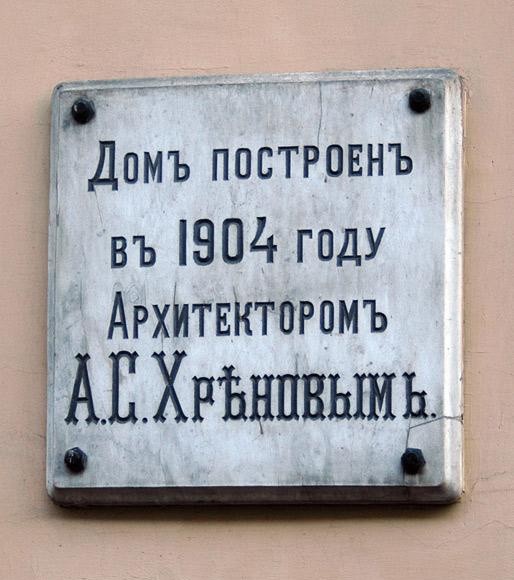 Домъ построенъ
въ 1904 году
Архитекторомъ
А.С.Хрѣновымъ.